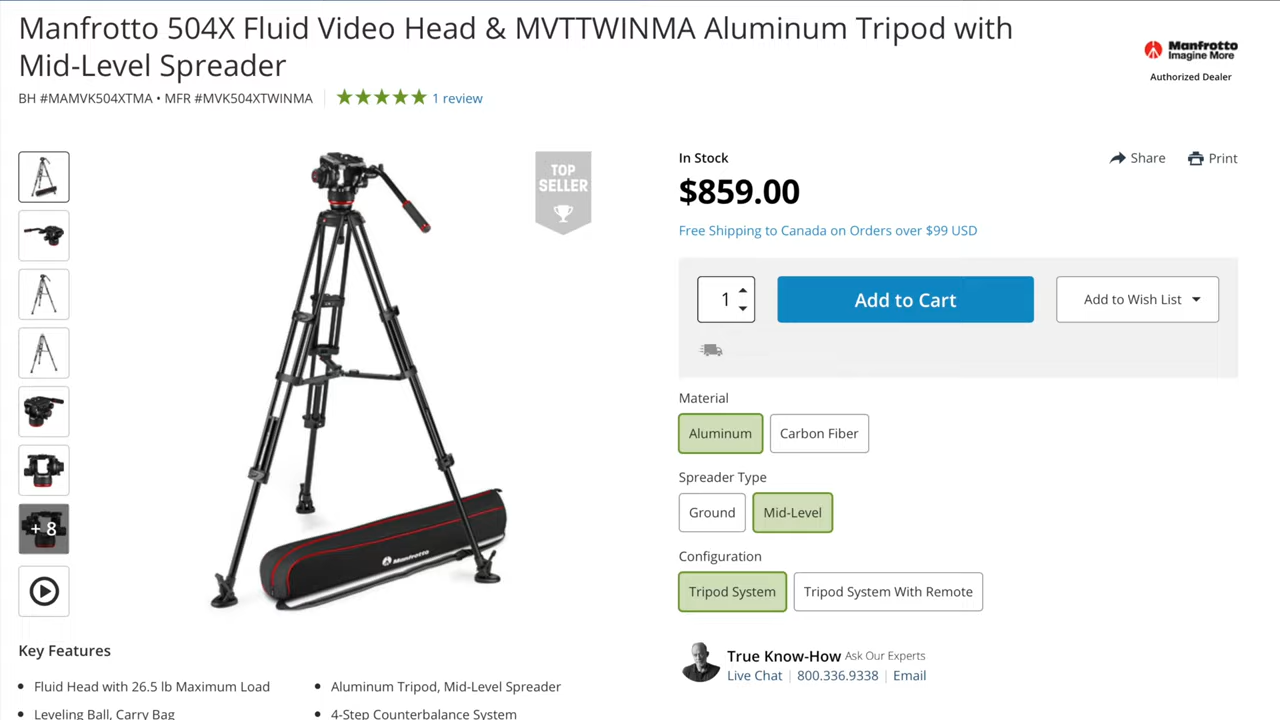 Manfrotto 504X Fluid Video Head & MVTTWINMA Aluminum Tripod with
Mid-Level Spreader
Manfrotto
Imagine More
Authorized Dealer
BH #MAMVK504XTMA • MFR #MVK504XTWINMA
1 review
TOP
SELLER
Manfrotto
+ 8
In Stock
Share
Print
$859.00
Free Shipping to Canada on Orders over $99 USD
1
Add to Cart
Add to Wish List
Material
Aluminum
Carbon Fiber
Spreader Type
Ground
Mid-Level
Configuration
Tripod System
Tripod System With Remote
True Know-How Ask Our Experts
Live Chat | 800.336.9338 | Email
Key Features
• Fluid Head with 26.5 lb Maximum Load
• Leveling Ball, Carry Bag
• Aluminum Tripod, Mid-Level Spreader
• 4-Step Counterbalance System